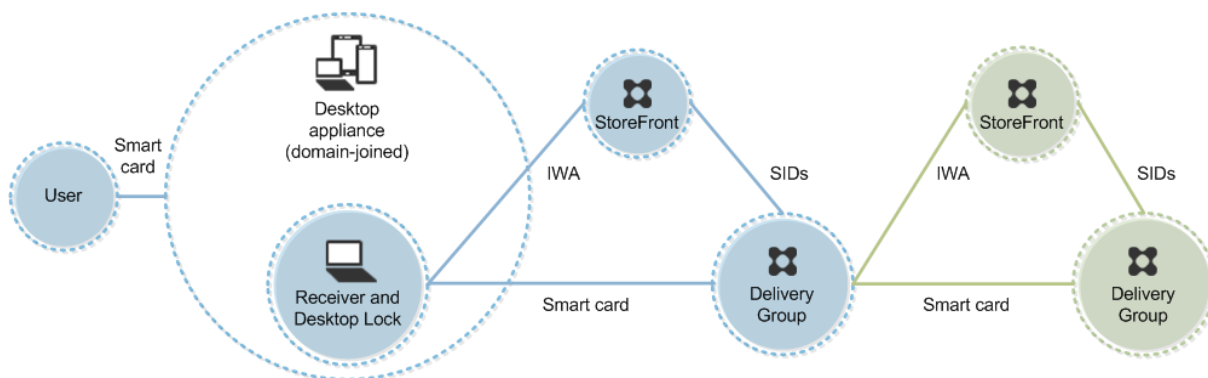 User
Smart
card
Desktop
appliance
(domain-joined)
Receiver and
Desktop Lock
IWA
StoreFront
SIDs
Smart card
Delivery
Group
IWA
StoreFront
SIDs
Smart card
Delivery
Group